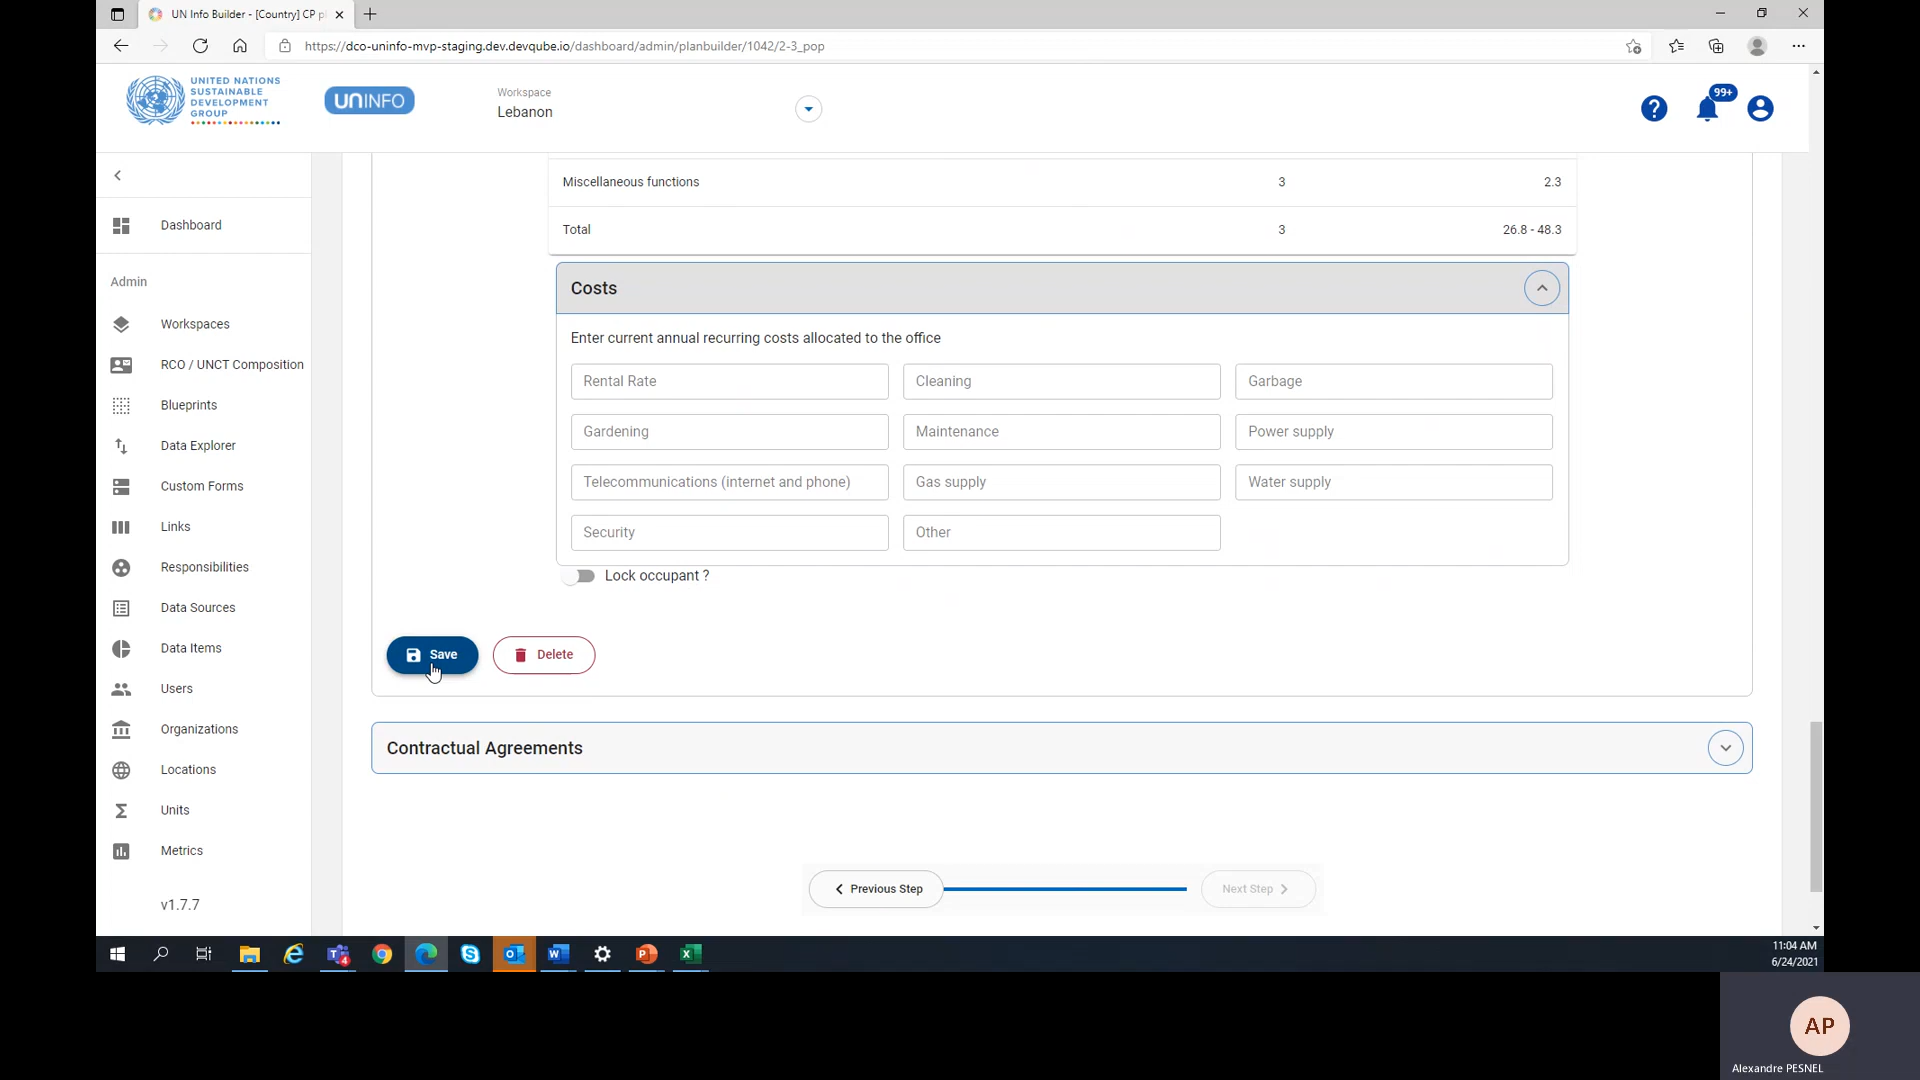 UN Info Builder - [Country] CP pl
https://dco-uninfo-mvp-staging.dev.devqube.io/dashboard/admin/planbuilder/1042/2-3_pop
UNITED NATIONS
SUSTAINABLE
DEVELOPMENT
GROUP
UNINFO
Workspace
Lebanon
?
99+
Dashboard
Admin
Workspaces
RCO / UNCT Composition
Blueprints
Data Explorer
Custom Forms
Links
Responsibilities
Data Sources
Data Items
Users
Organizations
Locations
Units
Metrics
v1.7.7
Miscellaneous functions 3 2.3
Total 3 26.8 - 48.3
Costs
Enter current annual recurring costs allocated to the office
Rental Rate Cleaning Garbage
Gardening Maintenance Power supply
Telecommunications (internet and phone) Gas supply Water supply
Security Other
Lock occupant ?
Save Delete
Contractual Agreements
Previous Step Next Step
11:04 AM
6/24/2021
AP
Alexandre PESNEL